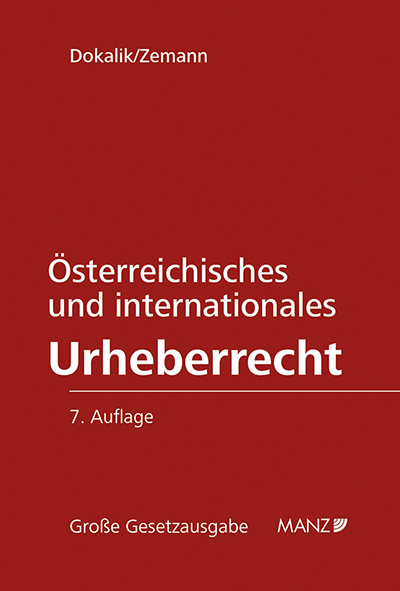 Dokalik/Zemann
Österreichisches
und internationales
Urheberrecht
7. Auflage
Große Gesetzausgabe
MANZ